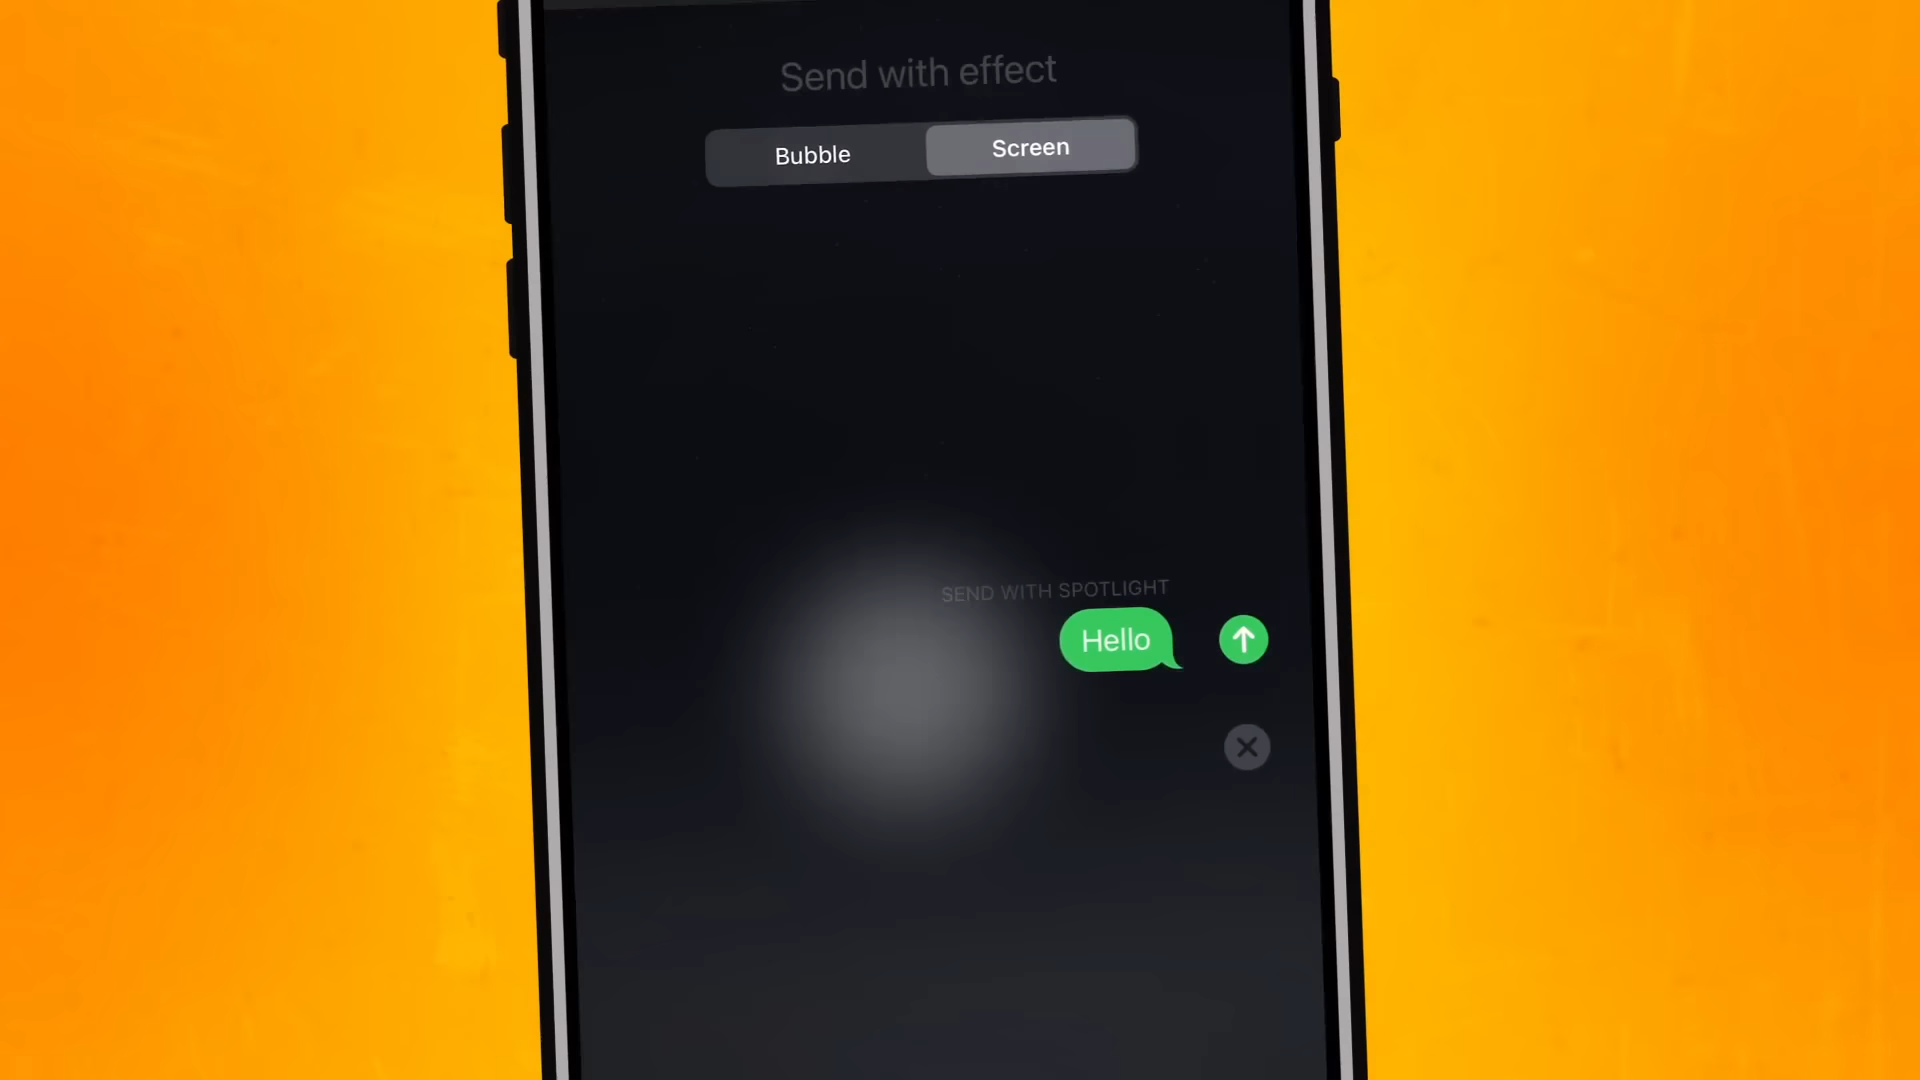 Send with effect
Bubble
Screen
SEND WITH SPOTLIGHT
Hello